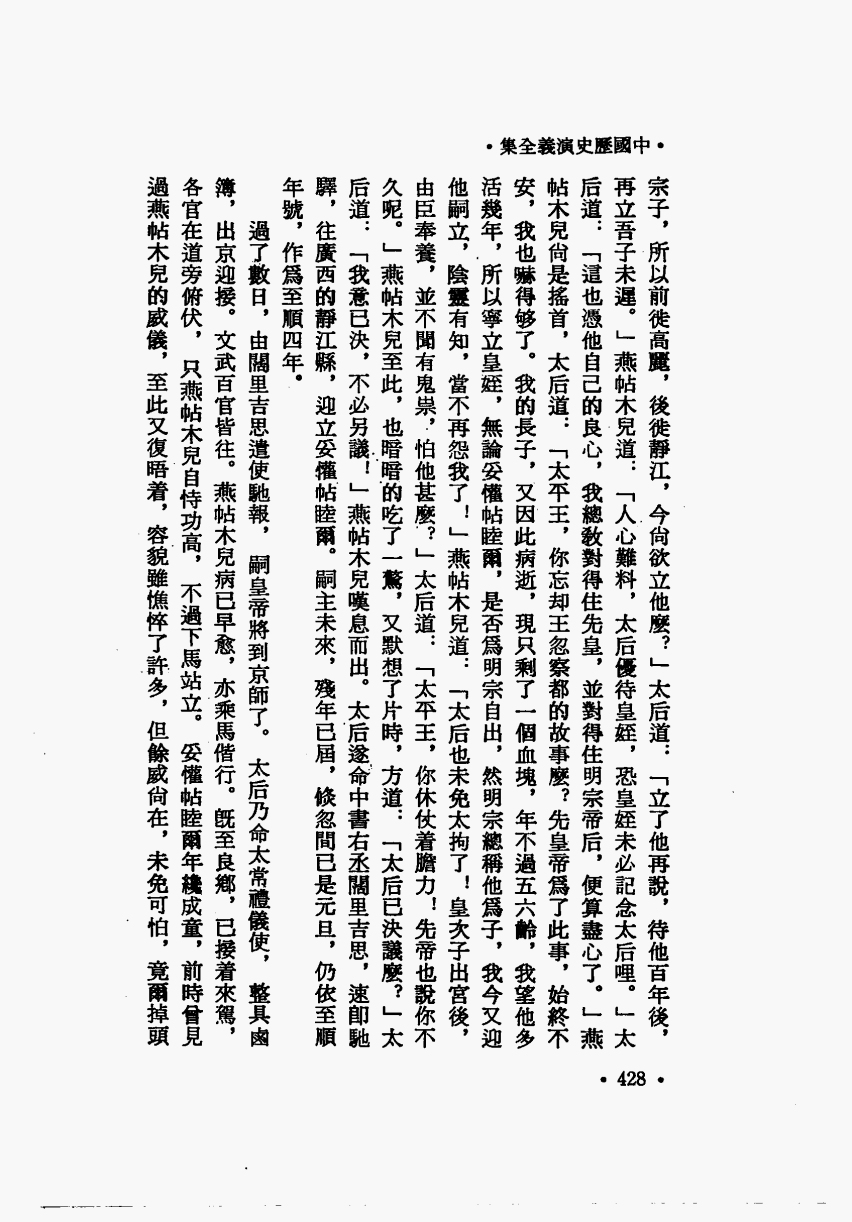 •中國歷史演義全集•
宗子，所以前徙高麗，後徙靜江，今尙欲立他麼？」太后道：「立了他再說，待他百年後，
再立吾子未遲。」燕帖木兒道：「人心難料，太后優待皇姪，恐皇姪未必記念太后哩。」太
后道：「這也憑他自己的良心，我總敎對得住先皇，並對得住明宗帝后，便算盡心了。」燕
帖木兒尙是搖首，太后道：「太平王，你忘却王忽察都的故事麼？先皇帝爲了此事，始終不
安，我也嚇得够了。我的長子，又因此病逝，現只剩了一個血塊，年不過五六齡，我望他多
活幾年，所以寧立皇姪，無論妥懽帖睦爾，是否爲明宗自出，然明宗總稱他爲子，我今又迎
他嗣立，陰靈有知，當不再怨我了！」燕帖木兒道：「太后也未免太拘了！皇次子出宮後，
由臣奉養，並不聞有鬼祟，怕他甚麼？」太后道：「太平王，你休仗着膽力！先帝也說你不
久呢。」燕帖木兒至此，也暗暗的吃了一驚，又默想了片時，方道：「太后已決議麼？」太
后道：「我意已決，不必另議！」燕帖木兒嘆息而出。太后遂命中書右丞闊里吉思，速卽馳
驛，往廣西的靜江縣，迎立妥懽帖睦爾。嗣主未來，殘年已屆，倏忽間已是元旦，仍依至順
年號，作爲至順四年。
過了數日，由闊里吉思遣使馳報，嗣皇帝將到京師了。太后乃命太常禮儀使，整具鹵
簿，出京迎接。文武百官皆往。燕帖木兒病已早愈，亦乘馬偕行。旣至良鄉，已接着來駕，
各官在道旁俯伏，只燕帖木兒自恃功高，不過下馬站立。妥懽帖睦爾年纔成童，前時曾見
過燕帖木兒的威儀，至此又復晤着，容貌雖憔悴了許多，但餘威尙在，未免可怕，竟爾掉頭
•428•